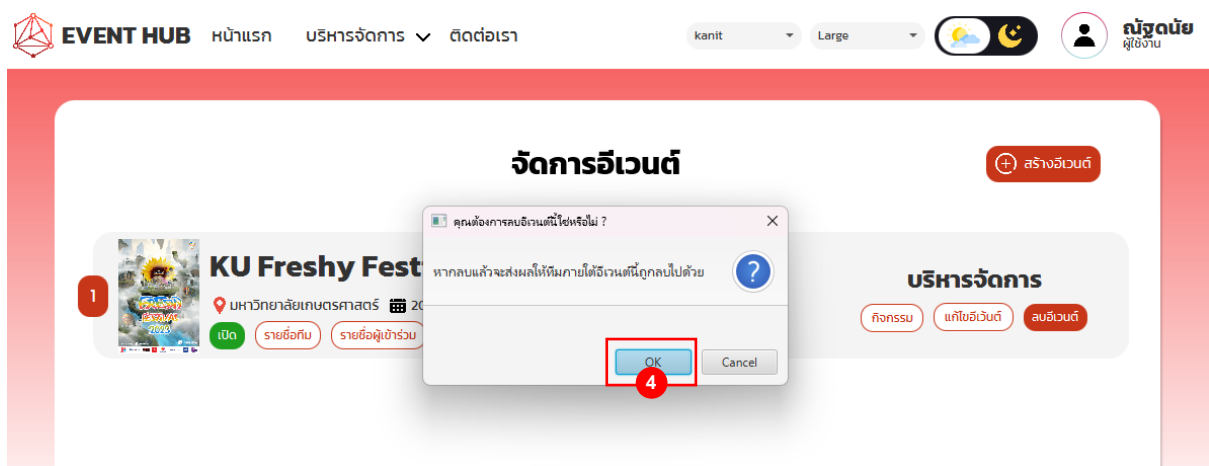 EVENT HUB หน้าแรก บริหารจัดการ ติดต่อเรา kanit Large ณัฐดนัย
ผู้ใช้งาน
จัดการอีเวนต์
สร้างอีเวนต์
คุณต้องการลบอีเวนต์นี้ใช่หรือไม่ ?
หากลบแล้วจะส่งผลให้ทีมภายใต้อีเวนต์นี้ถูกลบไปด้วย
OK Cancel
4
1
KU Freshy Fest
มหาวิทยาลัยเกษตรศาสตร์ 20
เปิด รายชื่อทีม รายชื่อผู้เข้าร่วม
บริหารจัดการ
กิจกรรม แก้ไขอีเว้นต์ ลบอีเวนต์
2023